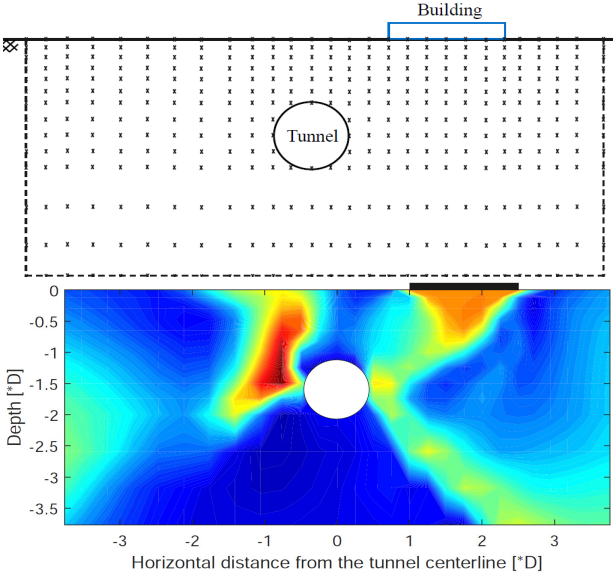 Building
Tunnel
0
-0.5
-1
-1.5
-2
-2.5
-3
-3.5
Depth [*D]
-3 -2 -1 0 1 2 3
Horizontal distance from the tunnel centerline [*D]